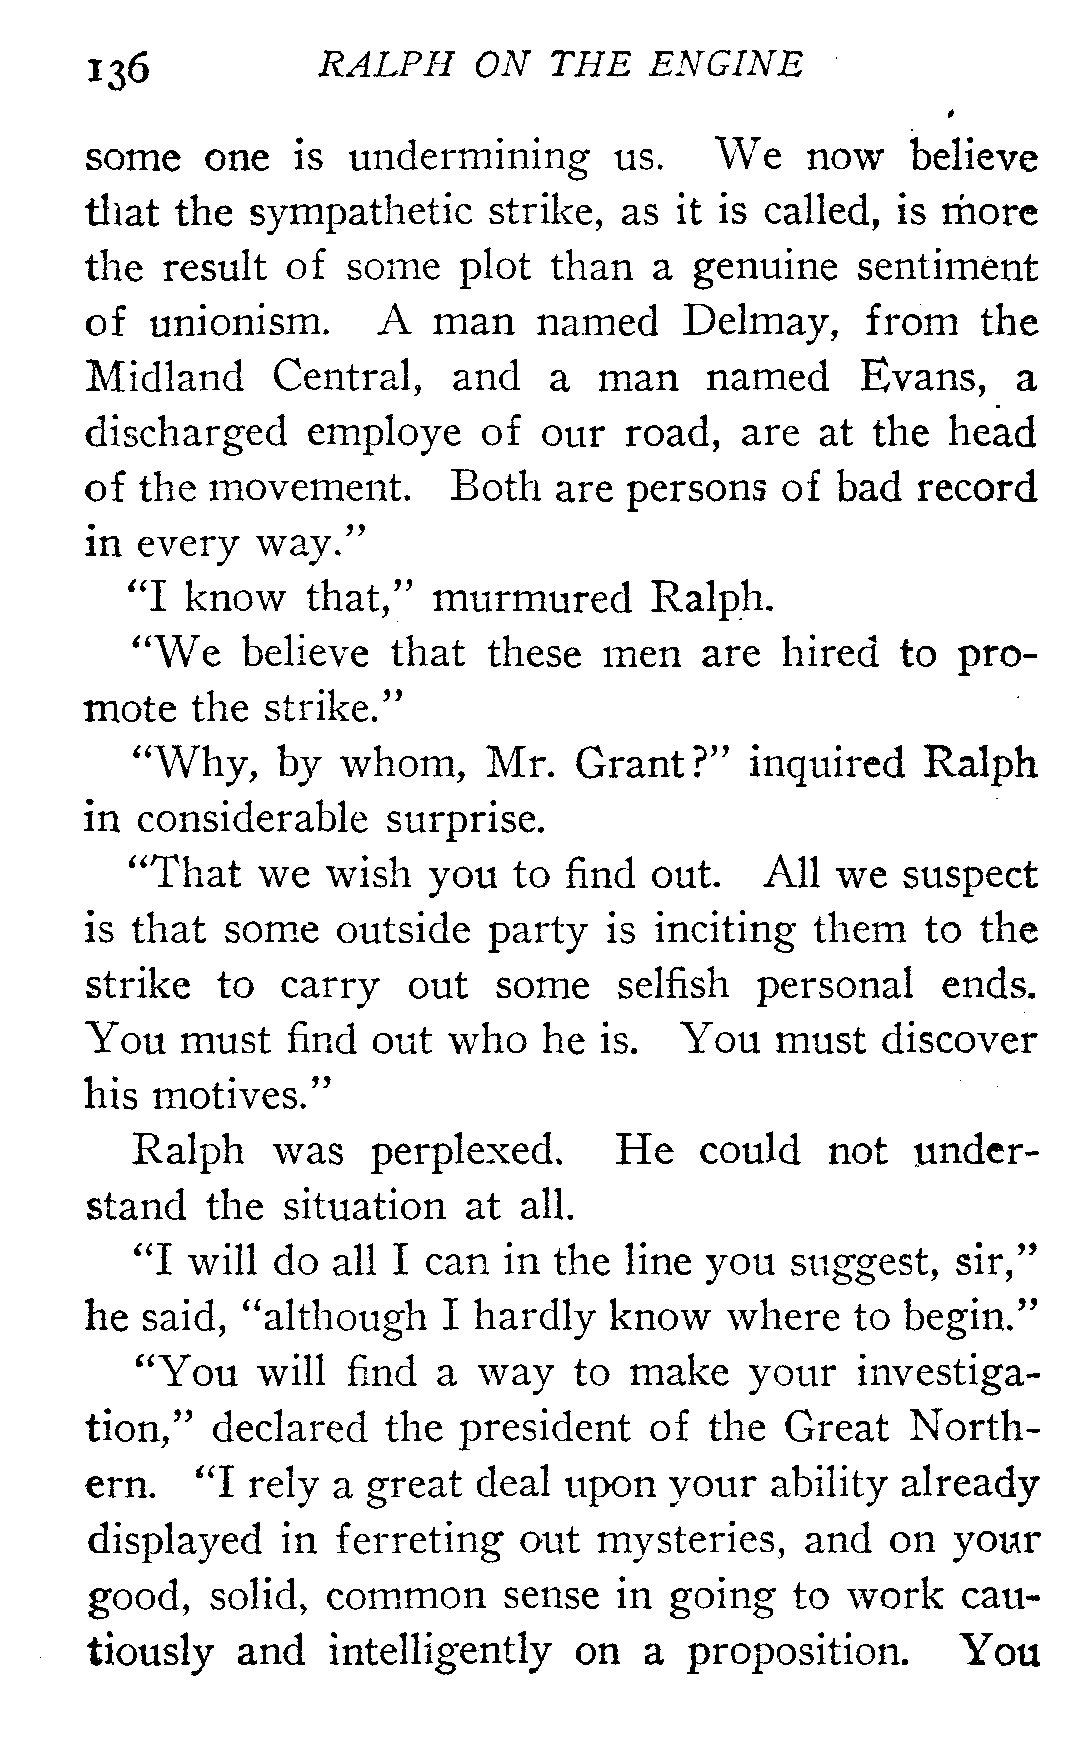 136 RALPH ON THE ENGINE
some one is undermining us. We now believe
that the sympathetic strike, as it is called, is more
the result of some plot than a genuine sentiment
of unionism. A man named Delmay, from the
Midland Central, and a man named Evans, a
discharged employe of our road, are at the head
of the movement. Both are persons of bad record
in every way."
"I know that," murmured Ralph.
"We believe that these men are hired to pro-
mote the strike."
"Why, by whom, Mr. Grant?" inquired Ralph
in considerable surprise.
"That we wish you to find out. All we suspect
is that some outside party is inciting them to the
strike to carry out some selfish personal ends.
You must find out who he is. You must discover
his motives."
Ralph was perplexed. He could not under-
stand the situation at all.
"I will do all I can in the line you suggest, sir,"
he said, "although I hardly know where to begin."
"You will find a way to make your investiga-
tion," declared the president of the Great North-
ern. "I rely a great deal upon your ability already
displayed in ferreting out mysteries, and on your
good, solid, common sense in going to work cau-
tiously and intelligently on a proposition. You